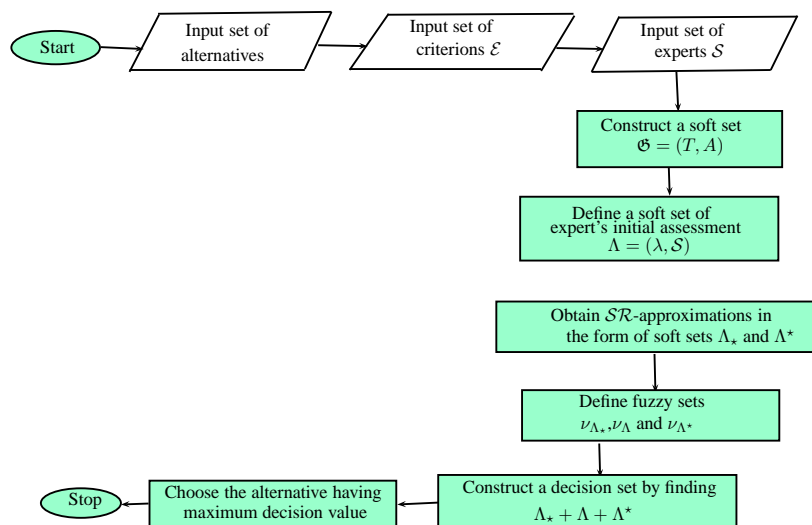 Start
Input set of
alternatives
Input set of
criterions ℰ
Input set of
experts 𝒮
Construct a soft set
𝕲 = (T, A)
Define a soft set of
expert's initial assessment
Λ = (λ, 𝒮)
Obtain 𝒮ℛ-approximations in
the form of soft sets Λ⋆ and Λ⋆
Define fuzzy sets
νΛ⋆,νΛ and νΛ⋆
Construct a decision set by finding
Λ⋆ + Λ + Λ⋆
Choose the alternative having
maximum decision value
Stop